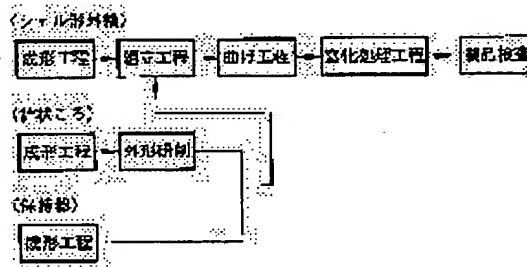 (シェル形外輪)
成形工程 組立工程 曲げ工程 窒化処理工程 製品検査
(針状ころ)
成形工程 外形研削
(保持器)
成形工程